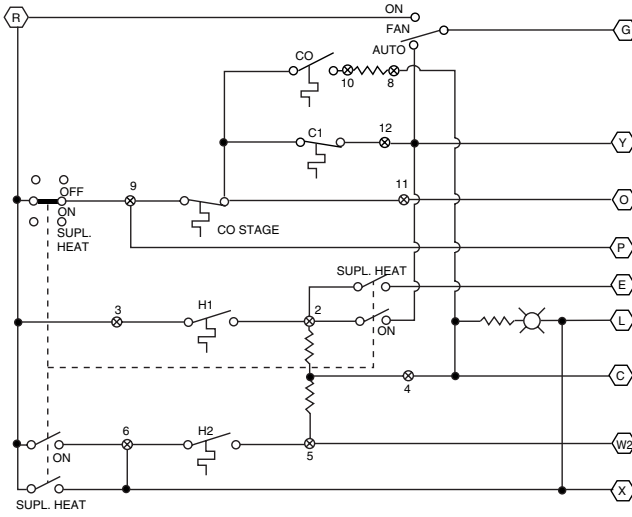 R
ON
FAN
G
AUTO
CO
10
8
C1
12
Y
9
11
OFF
O
ON
SUPL.
HEAT
CO STAGE
P
SUPL. HEAT
E
3
H1
2
ON
L
4
C
6
H2
5
W2
ON
X
SUPL. HEAT